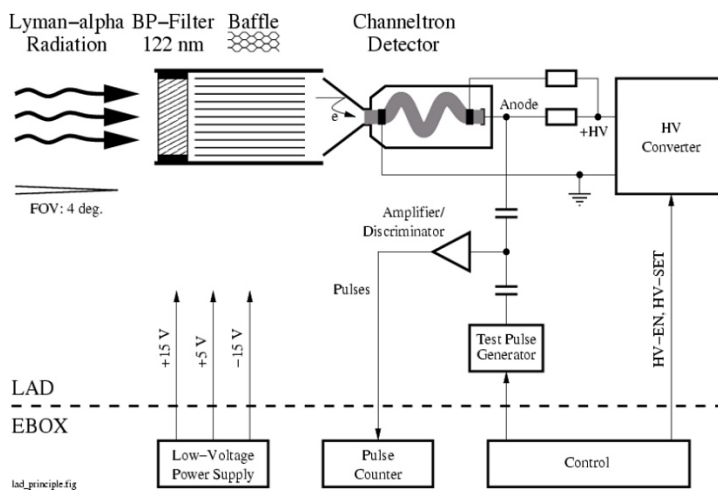 Lyman–alpha
Radiation
BP–Filter
122 nm
Baffle
Channeltron
Detector
e
-
Anode
+HV
HV
Converter
FOV: 4 deg.
Amplifier/
Discriminator
Pulses
HV–EN, HV–SET
+15 V
+5 V
−15 V
Test Pulse
Generator
LAD
EBOX
Low–Voltage
Power Supply
Pulse
Counter
Control
lad_principle.fig